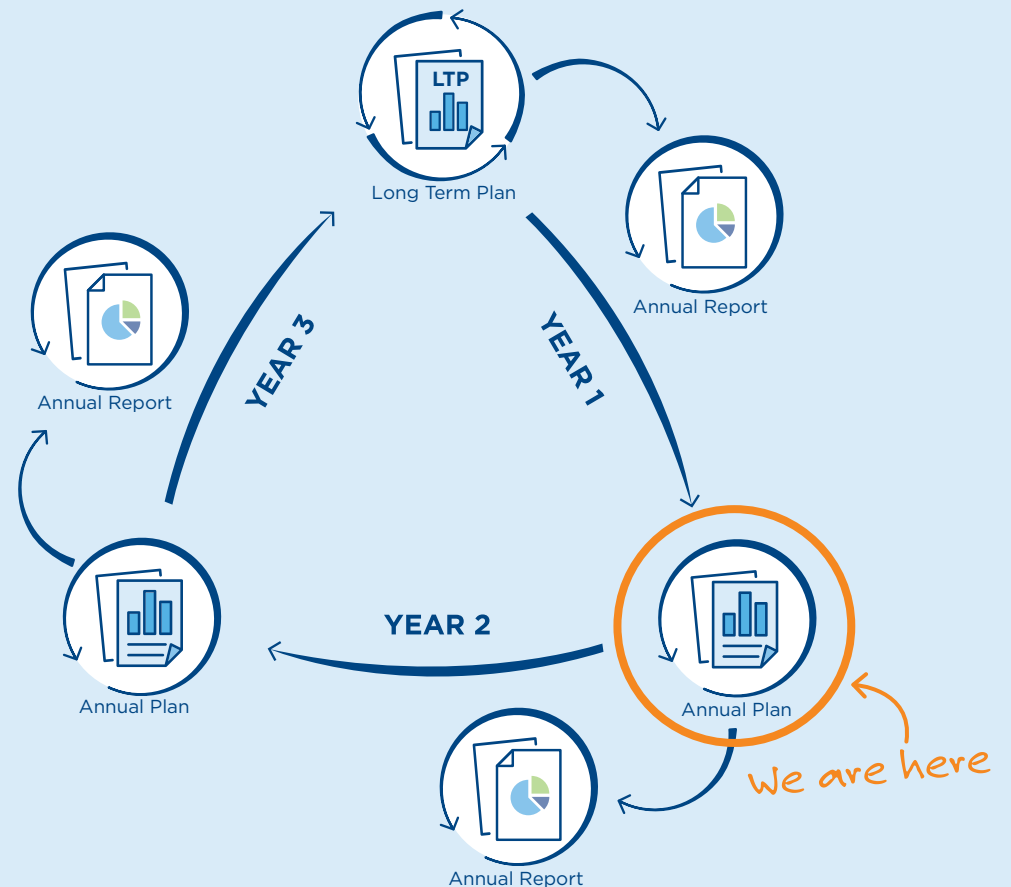 LTP
Long Term Plan
Annual Report
Annual Report
YEAR 3
YEAR 1
YEAR 2
Annual Plan
Annual Plan
We are here
Annual Report